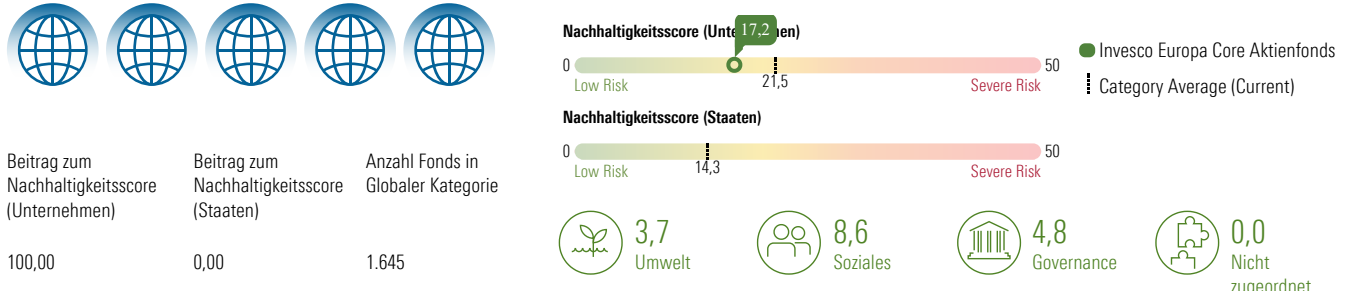 Beitrag zum
Nachhaltigkeitsscore
(Unternehmen)
100,00
Beitrag zum
Nachhaltigkeitsscore
(Staaten)
0,00
Anzahl Fonds in
Globaler Kategorie
1.645
Nachhaltigkeitsscore (Unte hen)
17,2
0
50
Low Risk
21,5
Severe Risk
Nachhaltigkeitsscore (Staaten)
0
50
Low Risk
14,3
Severe Risk
Invesco Europa Core Aktienfonds
Category Average (Current)
3,7
Umwelt
8,6
Soziales
4,8
Governance
0,0
Nicht
zugeordnet